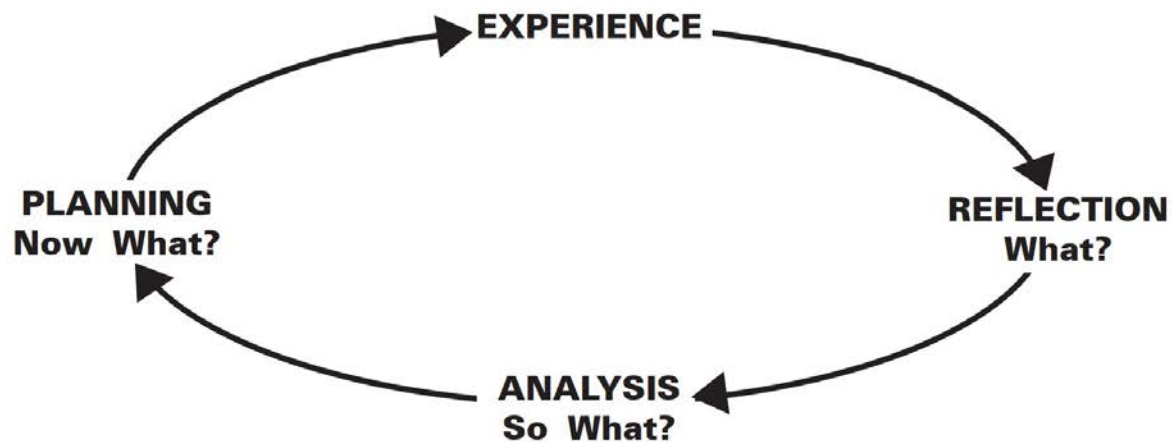 EXPERIENCE
REFLECTION
What?
ANALYSIS
So What?
PLANNING
Now What?